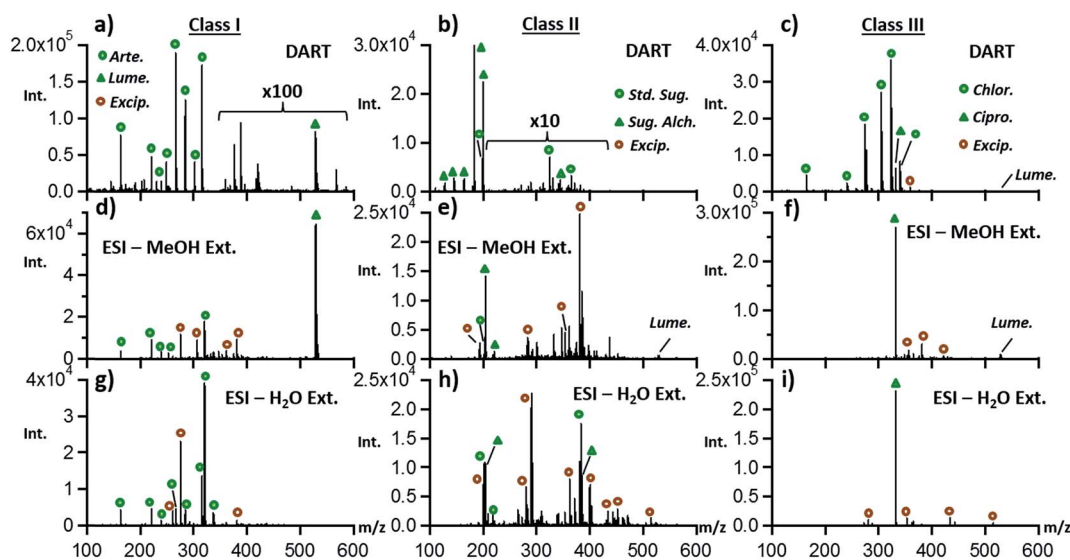 a) Class I
2.0x10⁵
DART
Arte.
Lume.
Excip.
x100
Int.
1.5
1.0
0.5
0.0
100 200 300 400 500 600
b) Class II
3.0x10⁴
DART
Std. Sug.
Sug. Alch.
Excip.
x10
Int.
2.0
1.0
0.0
c) Class III
4.0x10⁴
DART
Chlor.
Cipro.
Excip.
Lume.
Int.
3.0
2.0
1.0
0.0
d)
6x10⁴
ESI – MeOH Ext.
Int.
4
2
0
e)
2.5x10⁴
ESI – MeOH Ext.
Lume.
Int.
2.0
1.5
1.0
0.5
0.0
f)
3.0x10⁵
ESI – MeOH Ext.
Lume.
Int.
2.0
1.0
0.0
g)
4x10⁴
ESI – H₂O Ext.
Int.
3
2
1
0
m/z
100 200 300 400 500 600
h)
2.5x10⁴
ESI – H₂O Ext.
Int.
2.0
1.5
1.0
0.5
0.0
m/z
200 400 600
i)
2.5x10⁵
ESI – H₂O Ext.
Int.
2.0
1.5
1.0
0.5
0.0
m/z
100 200 300 400 500 600